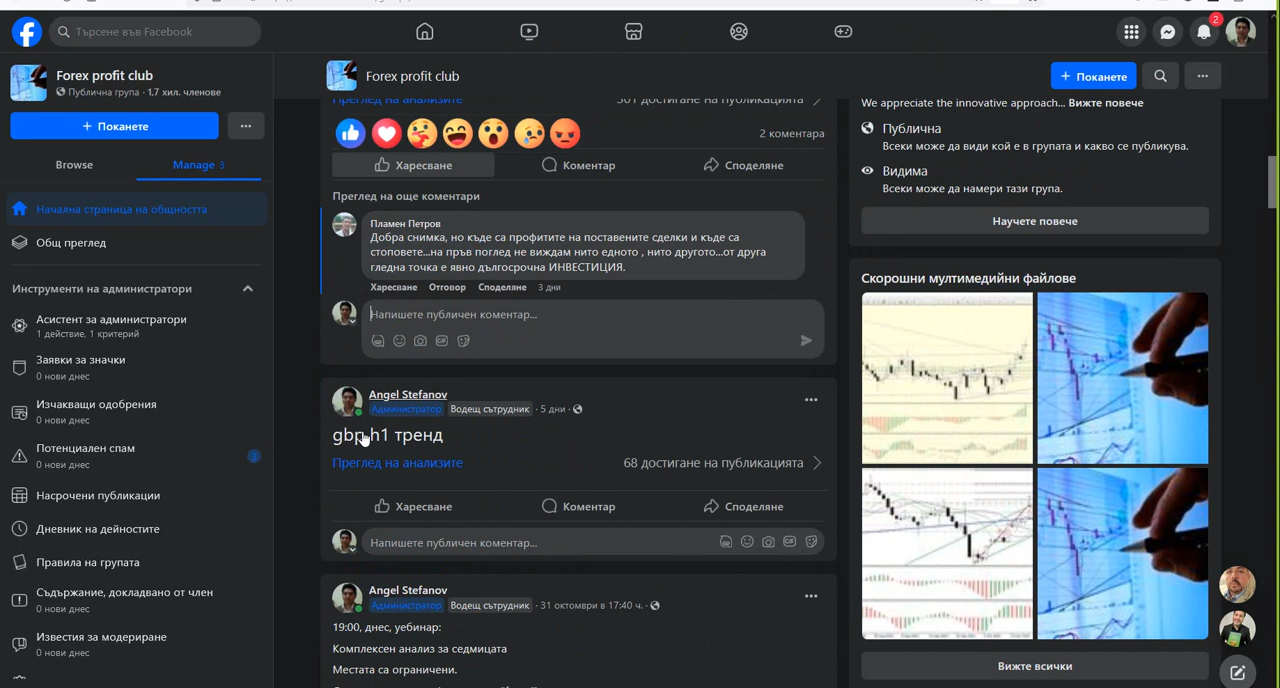 Търсене във Facebook
2
Forex profit club
Публична група · 1,7 хил. членове
+ Поканете
Browse
Manage 3
Начална страница на общността
Общ преглед
Инструменти на администратори
Асистент за администратори
1 действие, 1 критерий
Заявки за значки
0 нови днес
Изчакващи одобрения
0 нови днес
Потенциален спам
0 нови днес
3
Насрочени публикации
Дневник на дейностите
Правила на групата
Съдържание, докладвано от член
0 нови днес
Известия за модериране
0 нови днес
Forex profit club
+ Поканете
Преглед на анализите
301 достигане на публикацията
2 коментара
Харесване
Коментар
Споделяне
Преглед на още коментари
Пламен Петров
Добра снимка, но къде са профитите на поставените сделки и къде са
стоповете...на пръв поглед не виждам нито едното , нито другото...от друга
гледна точка е явно дългосрочна ИНВЕСТИЦИЯ.
Харесване Отговор Споделяне 3 дни
Напишете публичен коментар...
Angel Stefanov
Администратор Водещ сътрудник · 5 дни ·
gbp h1 тренд
Преглед на анализите
68 достигане на публикацията
Харесване
Коментар
Споделяне
Напишете публичен коментар...
Angel Stefanov
Администратор Водещ сътрудник · 31 октомври в 17:40 ч. ·
19:00, днес, уебинар:
Комплексен анализ за седмицата
Местата са ограничени.
We appreciate the innovative approach... Вижте повече
Публична
Всеки може да види кой е в групата и какво се публикува.
Видима
Всеки може да намери тази група.
Научете повече
Скорошни мултимедийни файлове
Вижте всички